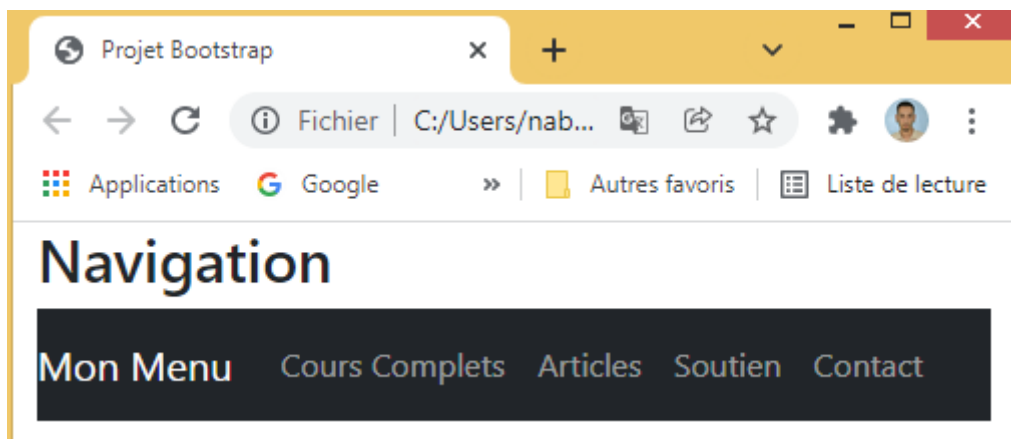 Projet Bootstrap
Fichier | C:/Users/nab...
Applications Google » Autres favoris Liste de lecture
Navigation
Mon Menu Cours Complets Articles Soutien Contact